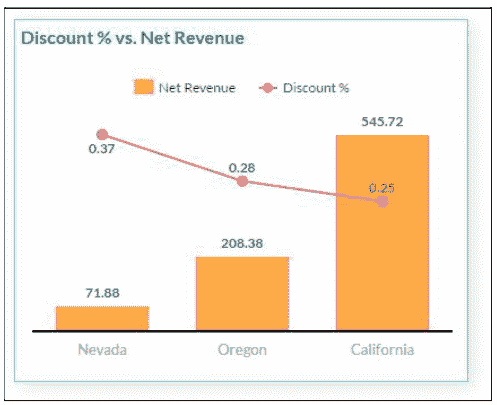 Discount % vs. Net Revenue
Net Revenue Discount %
545.72
0.37
0.28
0.25
208.38
71.88
Nevada Oregon California